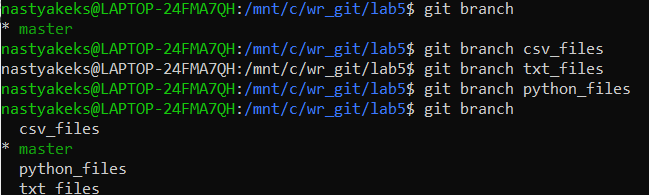 nastyakeks@LAPTOP-24FMA7QH:/mnt/c/wr_git/lab5$ git branch
* master
nastyakeks@LAPTOP-24FMA7QH:/mnt/c/wr_git/lab5$ git branch csv_files
nastyakeks@LAPTOP-24FMA7QH:/mnt/c/wr_git/lab5$ git branch txt_files
nastyakeks@LAPTOP-24FMA7QH:/mnt/c/wr_git/lab5$ git branch python_files
nastyakeks@LAPTOP-24FMA7QH:/mnt/c/wr_git/lab5$ git branch
  csv_files
* master
  python_files
  txt_files